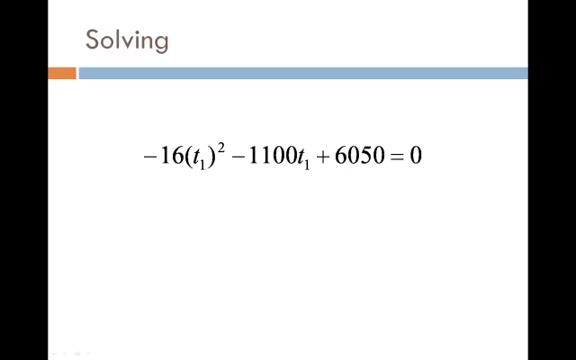 Solving
−16(t₁)² − 1100t₁ + 6050 = 0